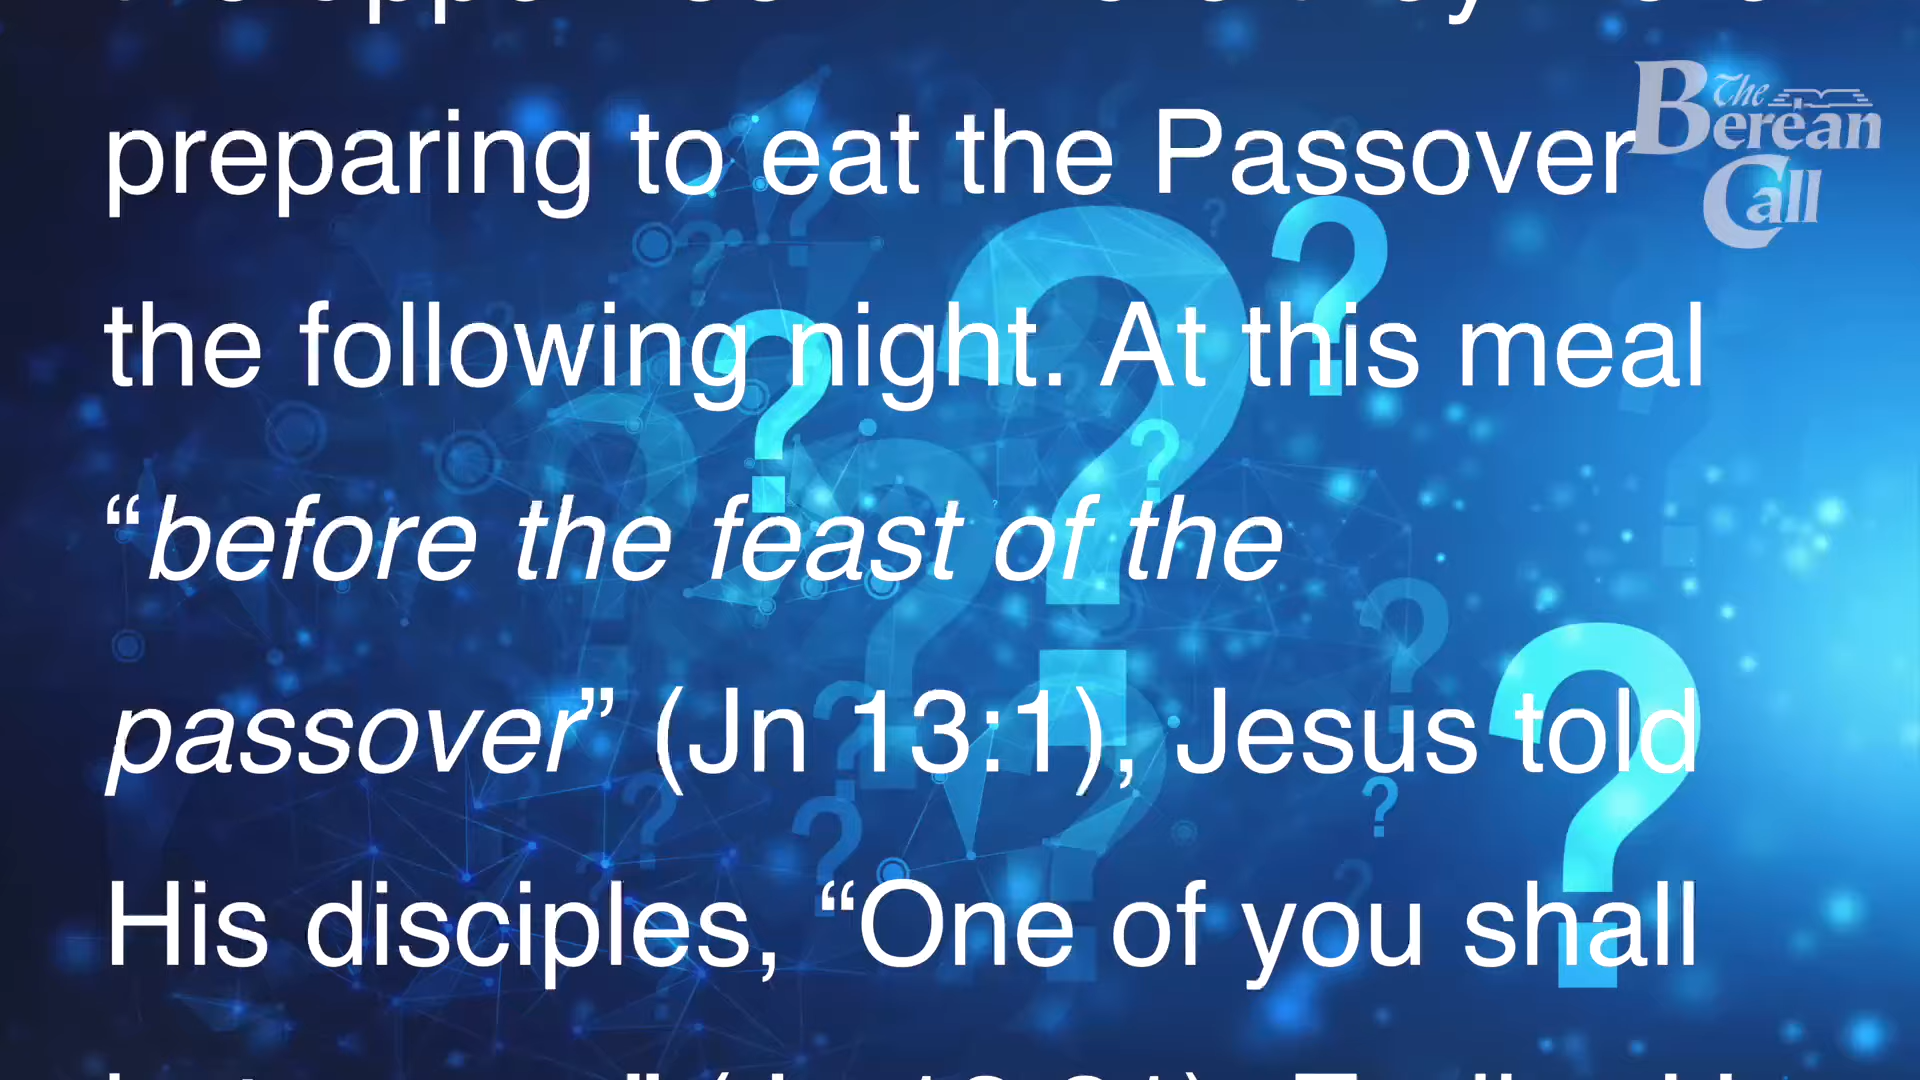 preparing to eat the Passover
the following night. At this meal
“before the feast of the
passover” (Jn 13:1), Jesus told
His disciples, “One of you shall
The
Berean
Call